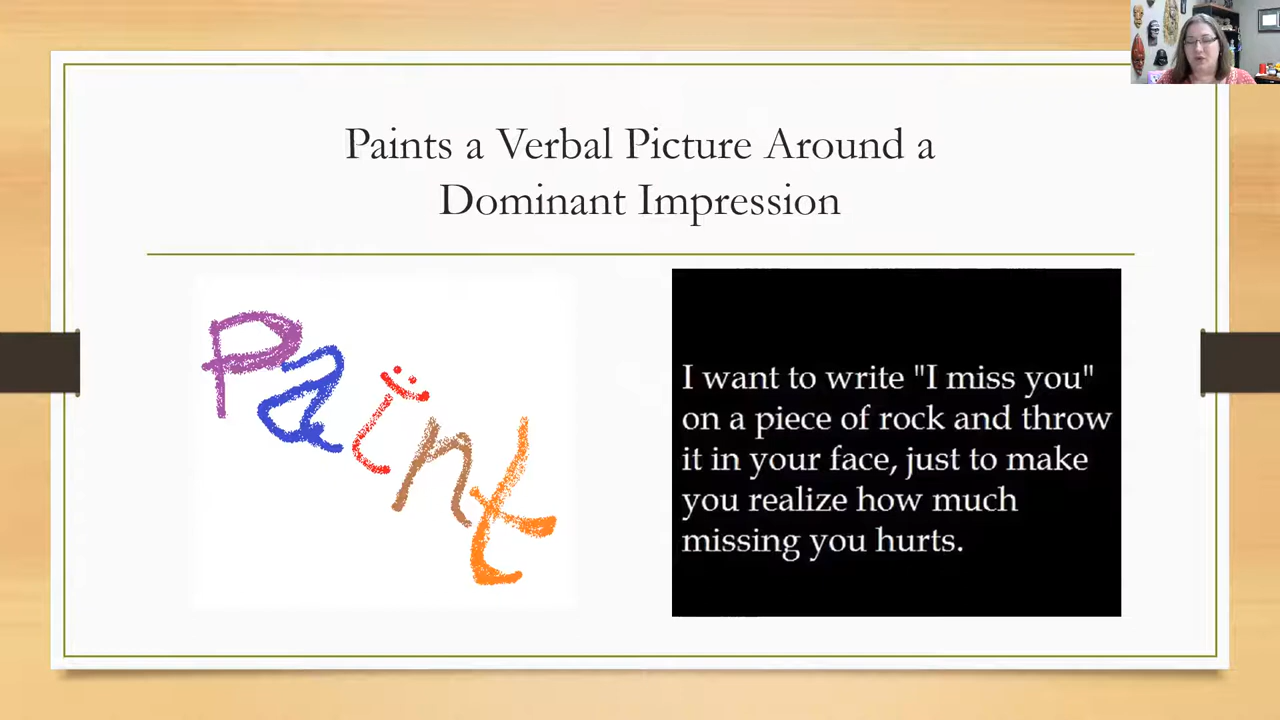 Paints a Verbal Picture Around a
Dominant Impression
Paint
I want to write "I miss you"
on a piece of rock and throw
it in your face, just to make
you realize how much
missing you hurts.